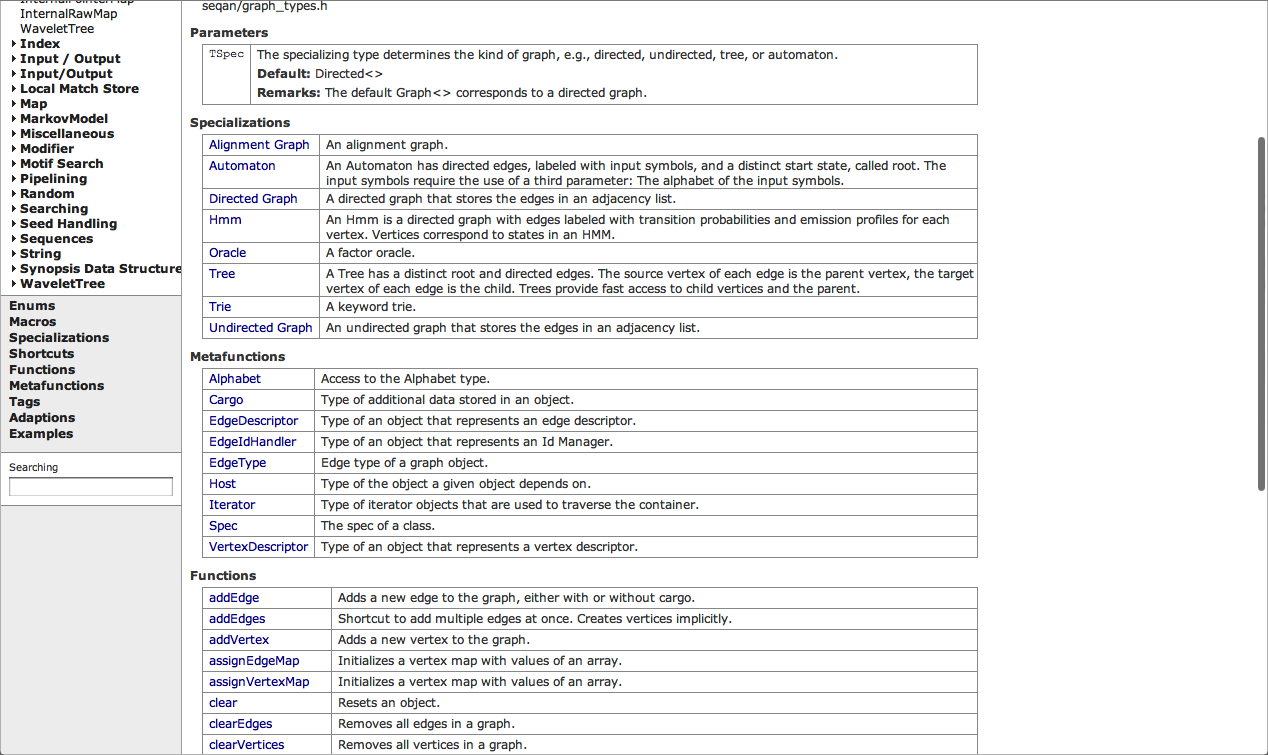 InternalPointerMap
InternalRawMap
WaveletTree
Index
Input / Output
Input/Output
Local Match Store
Map
MarkovModel
Miscellaneous
Modifier
Motif Search
Pipelining
Random
Searching
Seed Handling
Sequences
String
Synopsis Data Structure
WaveletTree
Enums
Macros
Specializations
Shortcuts
Functions
Metafunctions
Tags
Adaptions
Examples
Searching
seqan/graph_types.h
Parameters
TSpec The specializing type determines the kind of graph, e.g., directed, undirected, tree, or automaton.
Default: Directed<>
Remarks: The default Graph<> corresponds to a directed graph.
Specializations
Alignment Graph An alignment graph.
Automaton An Automaton has directed edges, labeled with input symbols, and a distinct start state, called root. The
input symbols require the use of a third parameter: The alphabet of the input symbols.
Directed Graph A directed graph that stores the edges in an adjacency list.
Hmm An Hmm is a directed graph with edges labeled with transition probabilities and emission profiles for each
vertex. Vertices correspond to states in an HMM.
Oracle A factor oracle.
Tree A Tree has a distinct root and directed edges. The source vertex of each edge is the parent vertex, the target
vertex of each edge is the child. Trees provide fast access to child vertices and the parent.
Trie A keyword trie.
Undirected Graph An undirected graph that stores the edges in an adjacency list.
Metafunctions
Alphabet Access to the Alphabet type.
Cargo Type of additional data stored in an object.
EdgeDescriptor Type of an object that represents an edge descriptor.
EdgeIdHandler Type of an object that represents an Id Manager.
EdgeType Edge type of a graph object.
Host Type of the object a given object depends on.
Iterator Type of iterator objects that are used to traverse the container.
Spec The spec of a class.
VertexDescriptor Type of an object that represents a vertex descriptor.
Functions
addEdge Adds a new edge to the graph, either with or without cargo.
addEdges Shortcut to add multiple edges at once. Creates vertices implicitly.
addVertex Adds a new vertex to the graph.
assignEdgeMap Initializes a vertex map with values of an array.
assignVertexMap Initializes a vertex map with values of an array.
clear Resets an object.
clearEdges Removes all edges in a graph.
clearVertices Removes all vertices in a graph.